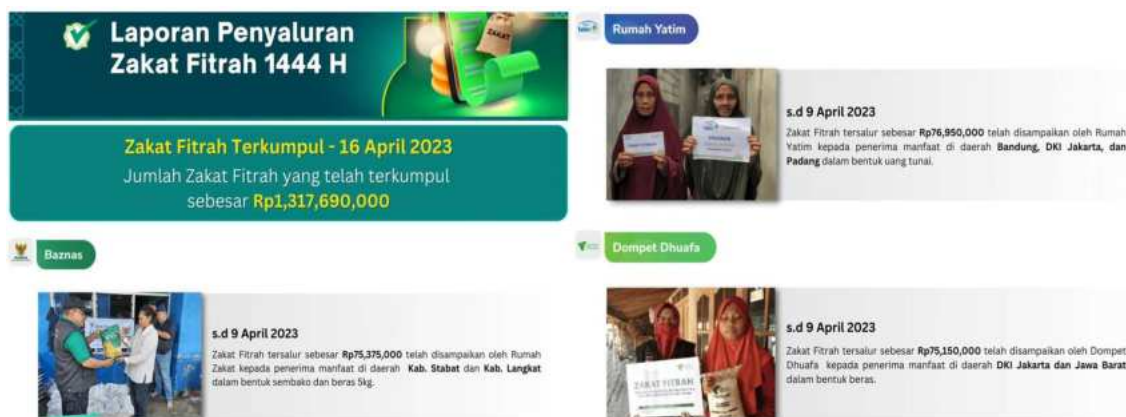 Laporan Penyaluran
Zakat Fitrah 1444 H
ZAKAT
Zakat Fitrah Terkumpul - 16 April 2023
Jumlah Zakat Fitrah yang telah terkumpul
sebesar Rp1,317,690,000
Baznas
s.d 9 April 2023
Zakat Fitrah tersalur sebesar Rp75,375,000 telah disampaikan oleh Rumah
Zakat kepada penerima manfaat di daerah Kab. Stabat dan Kab. Langkat
dalam bentuk sembako dan beras 5kg.
Rumah Yatim
s.d 9 April 2023
Zakat Fitrah tersalur sebesar Rp76,950,000 telah disampaikan oleh Rumah
Yatim kepada penerima manfaat di daerah Bandung, DKI Jakarta, dan
Padang dalam bentuk uang tunai.
Dompet Dhuafa
s.d 9 April 2023
Zakat Fitrah tersalur sebesar Rp75,150,000 telah disampaikan oleh Dompet
Dhuafa kepada penerima manfaat di daerah DKI Jakarta dan Jawa Barat
dalam bentuk beras.
ZAKAT FITRAH